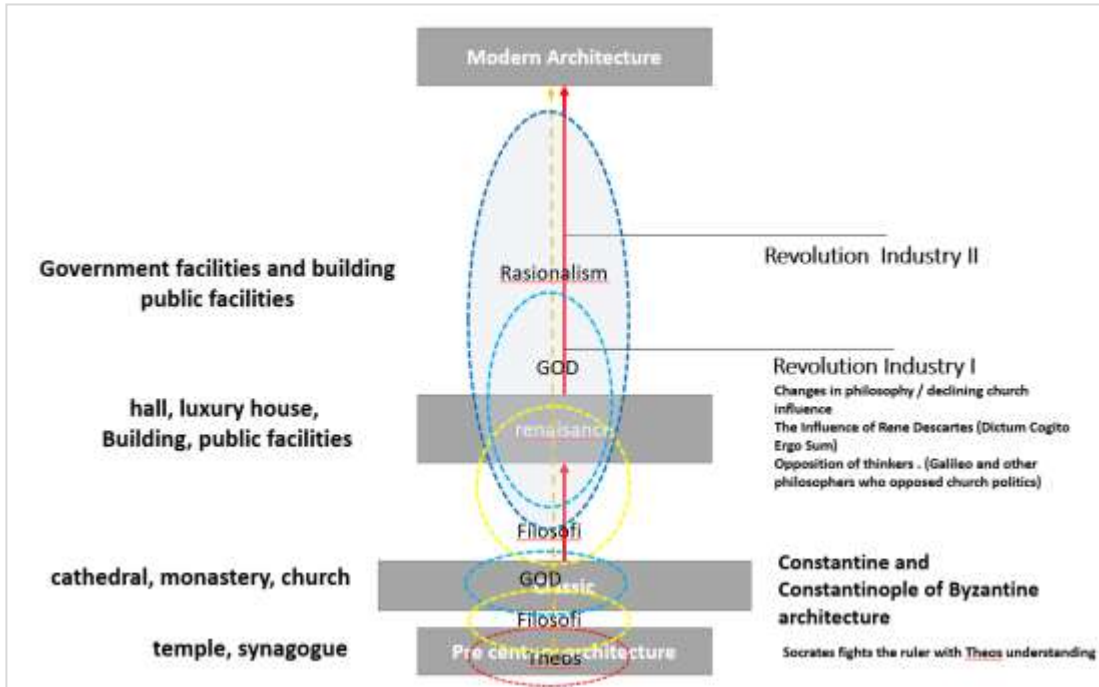 Modern Architecture
Revolution Industry II
Government facilities and building
public facilities
Rasionalism
GOD
Revolution Industry I
Changes in philosophy / declining church
influence
The Influence of Rene Descartes (Dictum Cogito
Ergo Sum)
Opposition of thinkers . (Galileo and other
philosophers who opposed church politics)
hall, luxury house,
Building, public facilities
renaisance
Filosofi
cathedral, monastery, church
GOD
Classic
Constantine and
Constantinople of Byzantine
architecture
Filosofi
temple, synagogue
Pre century architecture
Theos
Socrates fights the ruler with Theos understanding